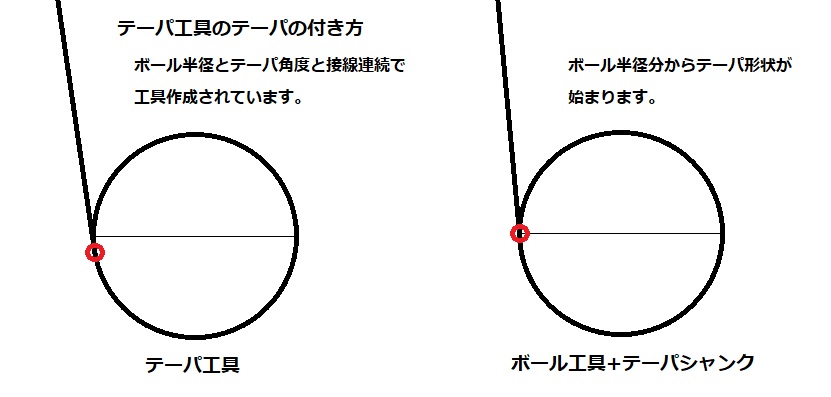 テーパ工具のテーパの付き方
ボール半径とテーパ角度と接線連続で
工具作成されています。
ボール半径分からテーパ形状が
始まります。
テーパ工具
ボール工具+テーパシャンク